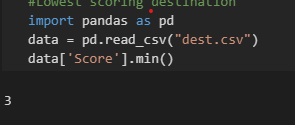 #Lowest scoring destination
import pandas as pd
data = pd.read_csv("dest.csv")
data['Score'].min()
3